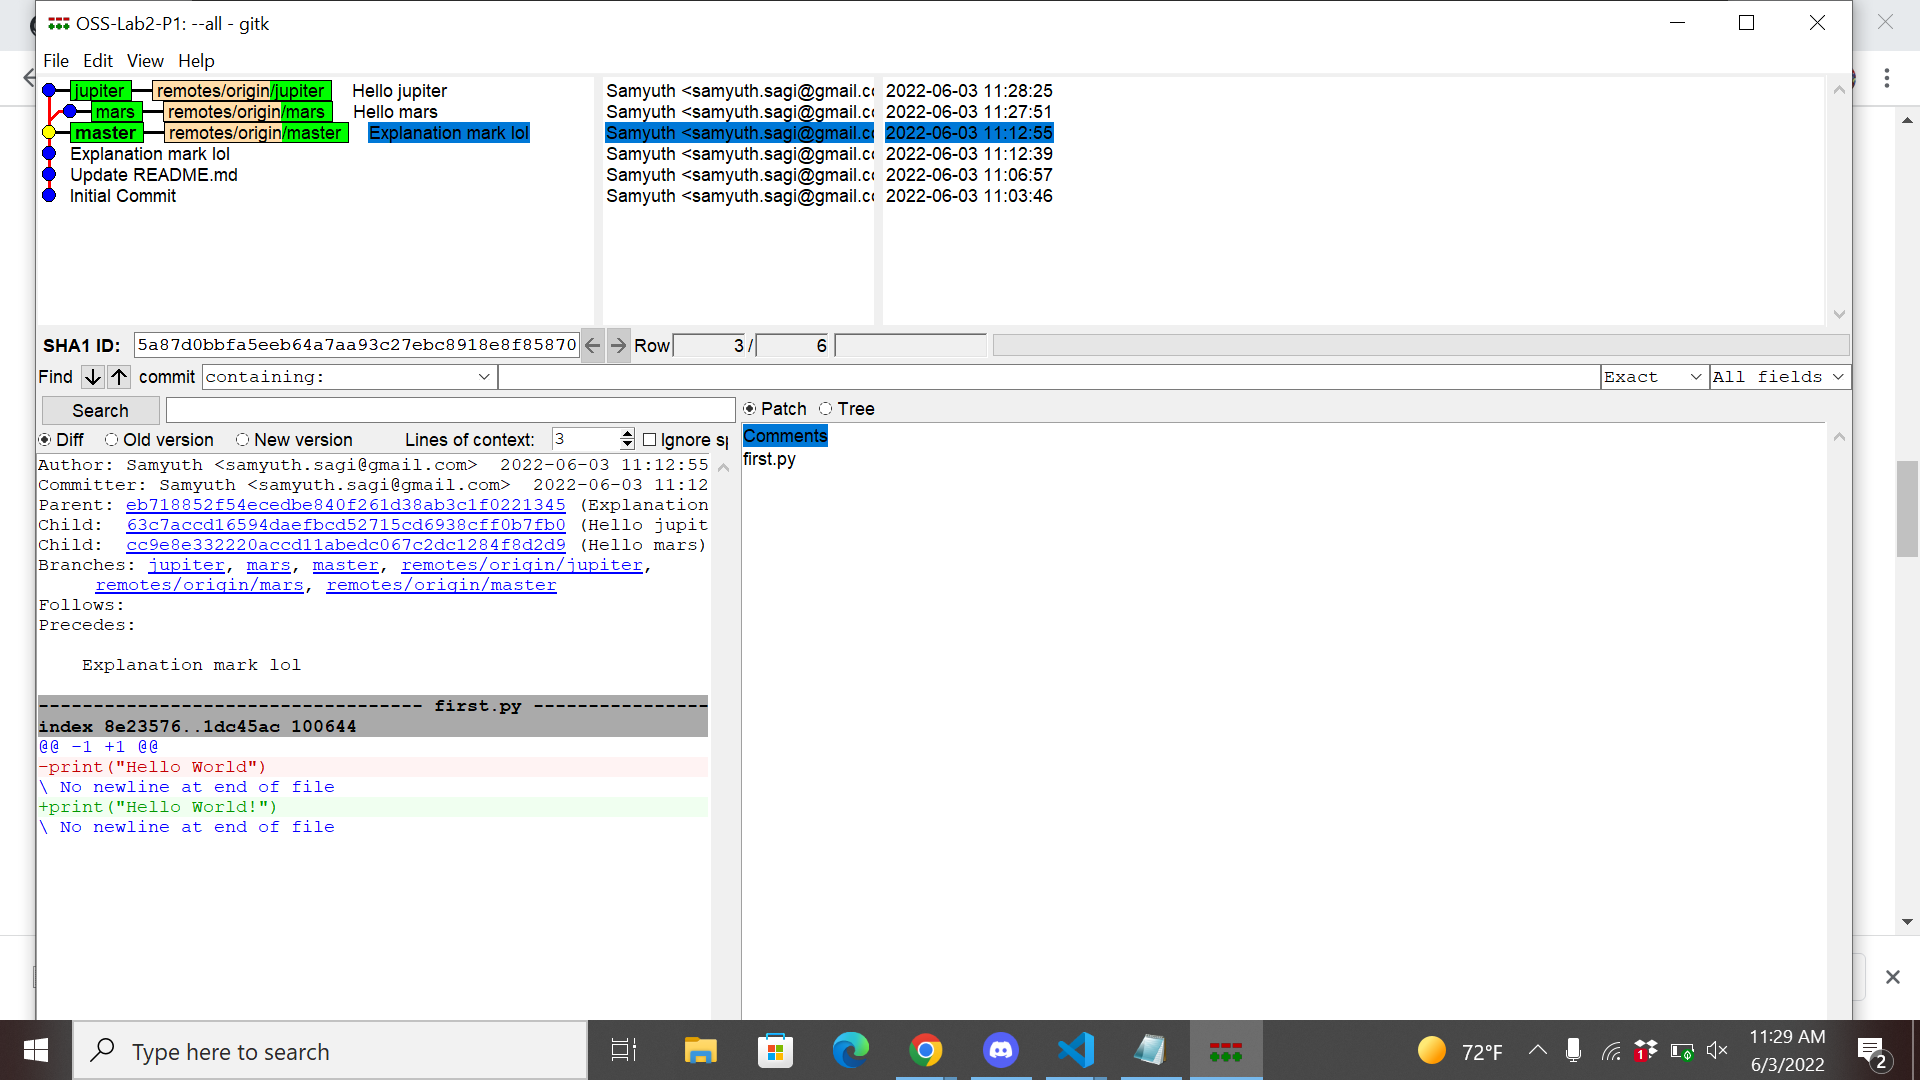 OSS-Lab2-P1: --all - gitk
File Edit View Help
jupiter remotes/origin/jupiter Hello jupiter Samyuth <samyuth.sagi@gmail.co 2022-06-03 11:28:25
mars remotes/origin/mars Hello mars Samyuth <samyuth.sagi@gmail.co 2022-06-03 11:27:51
master remotes/origin/master Explanation mark lol Samyuth <samyuth.sagi@gmail.co 2022-06-03 11:12:55
Explanation mark lol Samyuth <samyuth.sagi@gmail.co 2022-06-03 11:12:39
Update README.md Samyuth <samyuth.sagi@gmail.co 2022-06-03 11:06:57
Initial Commit Samyuth <samyuth.sagi@gmail.co 2022-06-03 11:03:46
SHA1 ID: 5a87d0bbfa5eeb64a7aa93c27ebc8918e8f85870 Row 3 / 6
Find commit containing: Exact All fields
Search Patch Tree
Diff Old version New version Lines of context: 3 Ignore sp
Comments
first.py
Author: Samyuth <samyuth.sagi@gmail.com> 2022-06-03 11:12:55
Committer: Samyuth <samyuth.sagi@gmail.com> 2022-06-03 11:12
Parent: eb718852f54ecedbe840f261d38ab3c1f0221345 (Explanation
Child: 63c7accd16594daefbcd52715cd6938cff0b7fb0 (Hello jupit
Child: cc9e8e332220accd11abedc067c2dc1284f8d2d9 (Hello mars)
Branches: jupiter, mars, master, remotes/origin/jupiter,
remotes/origin/mars, remotes/origin/master
Follows:
Precedes:
Explanation mark lol
----------------------------------- first.py ----------------
index 8e23576..1dc45ac 100644
@@ -1 +1 @@
-print("Hello World")
\ No newline at end of file
+print("Hello World!")
\ No newline at end of file
Type here to search
72°F
1
11:29 AM
6/3/2022
2